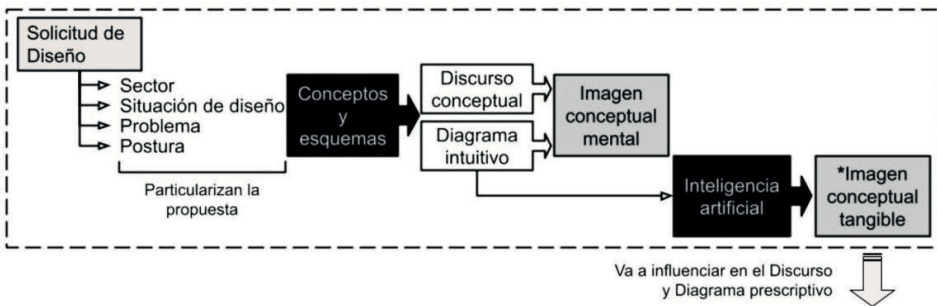 Solicitud de
Diseño
Sector
Situación de diseño
Problema
Postura
Particularizan la
propuesta
Conceptos
y
esquemas
Discurso
conceptual
Diagrama
intuitivo
Imagen
conceptual
mental
Inteligencia
artificial
*Imagen
conceptual
tangible
Va a influenciar en el Discurso
y Diagrama prescriptivo